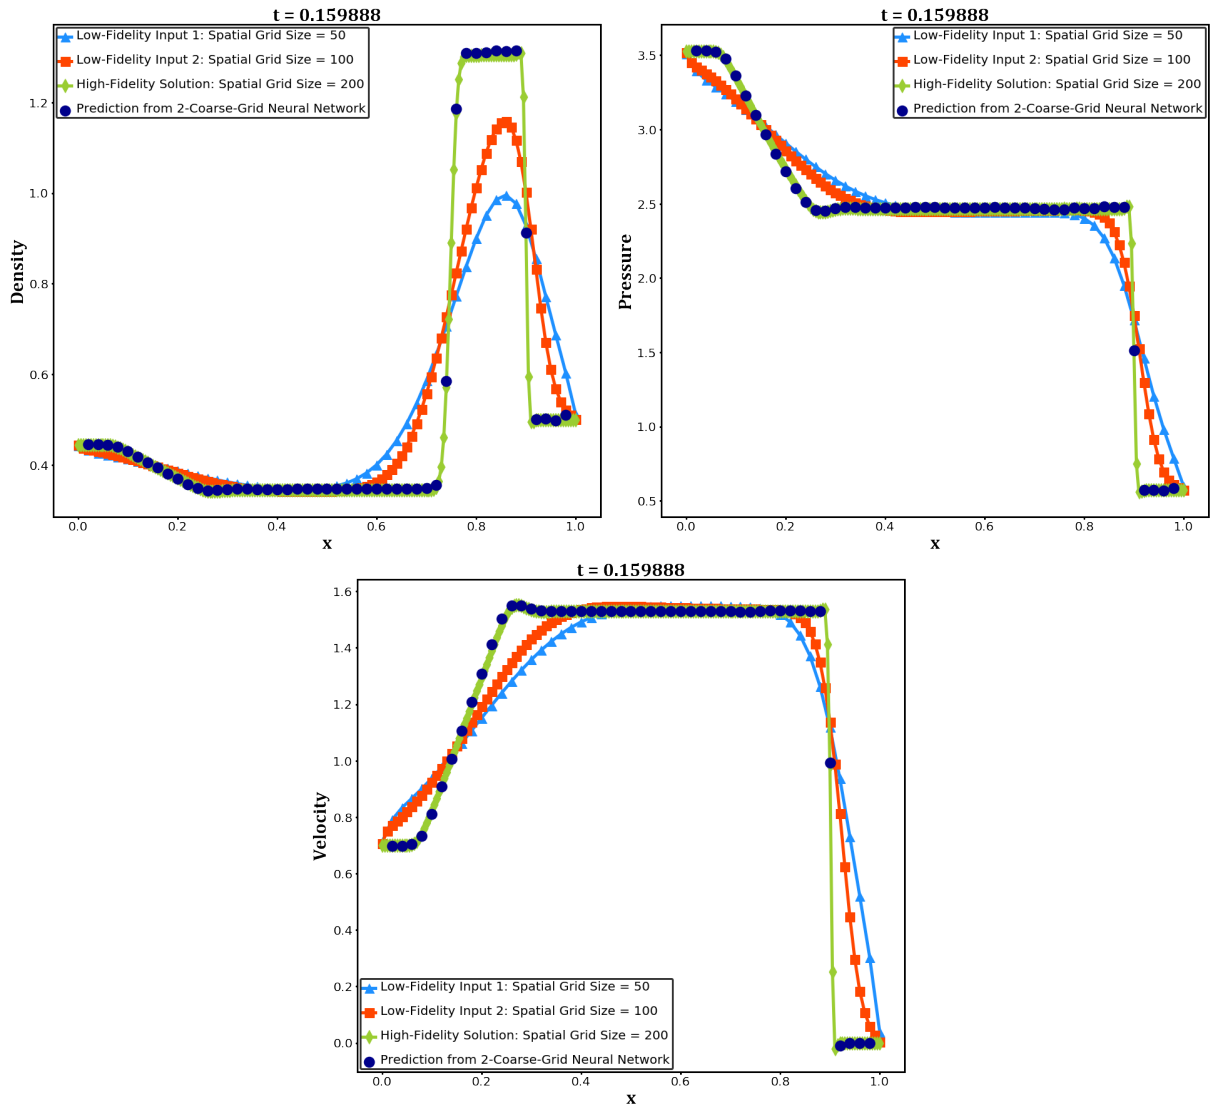 t = 0.159888
Low-Fidelity Input 1: Spatial Grid Size = 50
Low-Fidelity Input 2: Spatial Grid Size = 100
High-Fidelity Solution: Spatial Grid Size = 200
Prediction from 2-Coarse-Grid Neural Network
1.2
1.0
0.8
0.6
0.4
Density
0.0 0.2 0.4 0.6 0.8 1.0
x
t = 0.159888
Low-Fidelity Input 1: Spatial Grid Size = 50
Low-Fidelity Input 2: Spatial Grid Size = 100
High-Fidelity Solution: Spatial Grid Size = 200
Prediction from 2-Coarse-Grid Neural Network
3.5
3.0
2.5
2.0
1.5
1.0
0.5
Pressure
0.0 0.2 0.4 0.6 0.8 1.0
x
t = 0.159888
1.6
1.4
1.2
1.0
0.8
0.6
0.4
0.2
0.0
Velocity
Low-Fidelity Input 1: Spatial Grid Size = 50
Low-Fidelity Input 2: Spatial Grid Size = 100
High-Fidelity Solution: Spatial Grid Size = 200
Prediction from 2-Coarse-Grid Neural Network
0.0 0.2 0.4 0.6 0.8 1.0
x